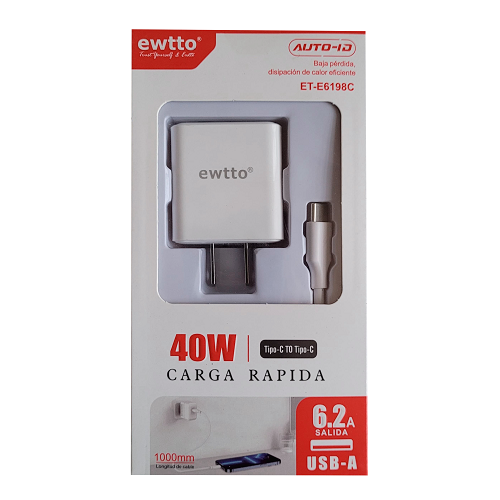 ewtto®
Trust Yourself & Ewtto
AUTO-ID
Baja pérdida,
disipación de calor eficiente
ET-E6198C
ewtto®
40W
Tipo-C TO Tipo-C
CARGA RAPIDA
6.2A
SALIDA
USB-A
1000mm
Longitud de cable